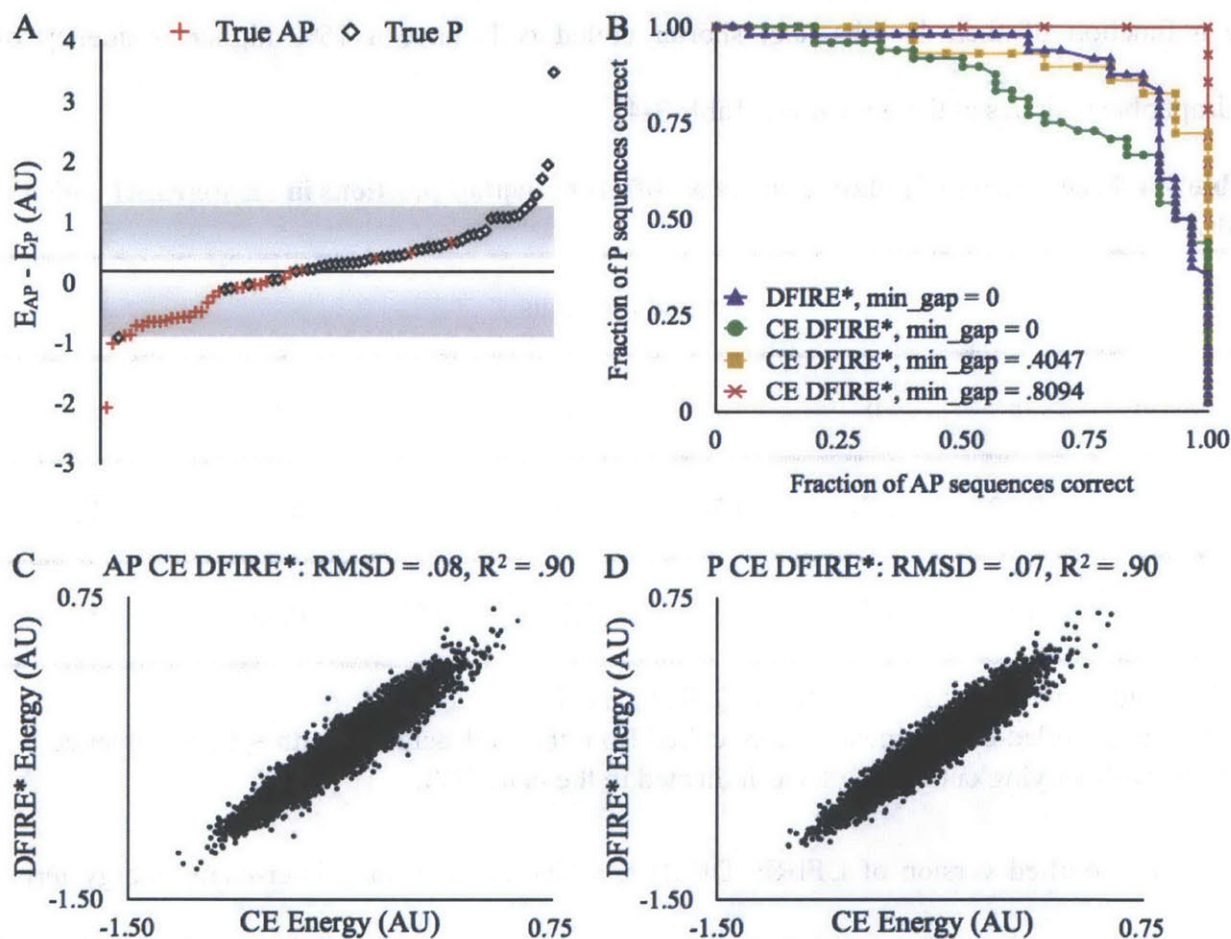 A
True AP
True P
4
3
2
1
0
-1
-2
-3
E_AP - E_P (AU)
B
1.00
0.75
0.50
0.25
0
Fraction of P sequences correct
DFIRE*, min_gap = 0
CE DFIRE*, min_gap = 0
CE DFIRE*, min_gap = .4047
CE DFIRE*, min_gap = .8094
0 0.25 0.50 0.75 1.00
Fraction of AP sequences correct
C AP CE DFIRE*: RMSD = .08, R² = .90
0.75
DFIRE* Energy (AU)
-1.50
-1.50 0.75
CE Energy (AU)
D P CE DFIRE*: RMSD = .07, R² = .90
0.75
DFIRE* Energy (AU)
-1.50
-1.50 0.75
CE Energy (AU)